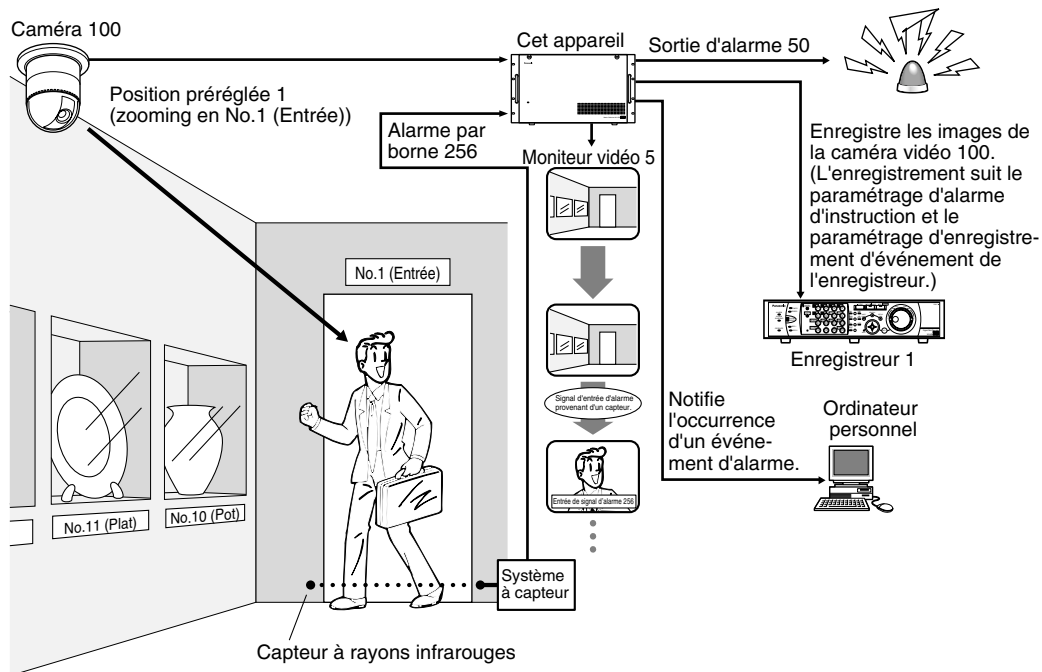 Caméra 100
Cet appareil
Sortie d'alarme 50
Position préréglée 1
(zooming en No.1 (Entrée))
Alarme par
borne 256
Moniteur vidéo 5
Enregistre les images de
la caméra vidéo 100.
(L'enregistrement suit le
paramétrage d'alarme
d'instruction et le
paramétrage d'enregistre-
ment d'événement de
l'enregistreur.)
No.1 (Entrée)
Enregistreur 1
Signal d'entrée d'alarme
provenant d'un capteur.
Notifie
l'occurrence
d'un événe-
ment d'alarme.
Ordinateur
personnel
Entrée de signal d'alarme 256
No.11 (Plat)
No.10 (Pot)
Système
à capteur
Capteur à rayons infrarouges